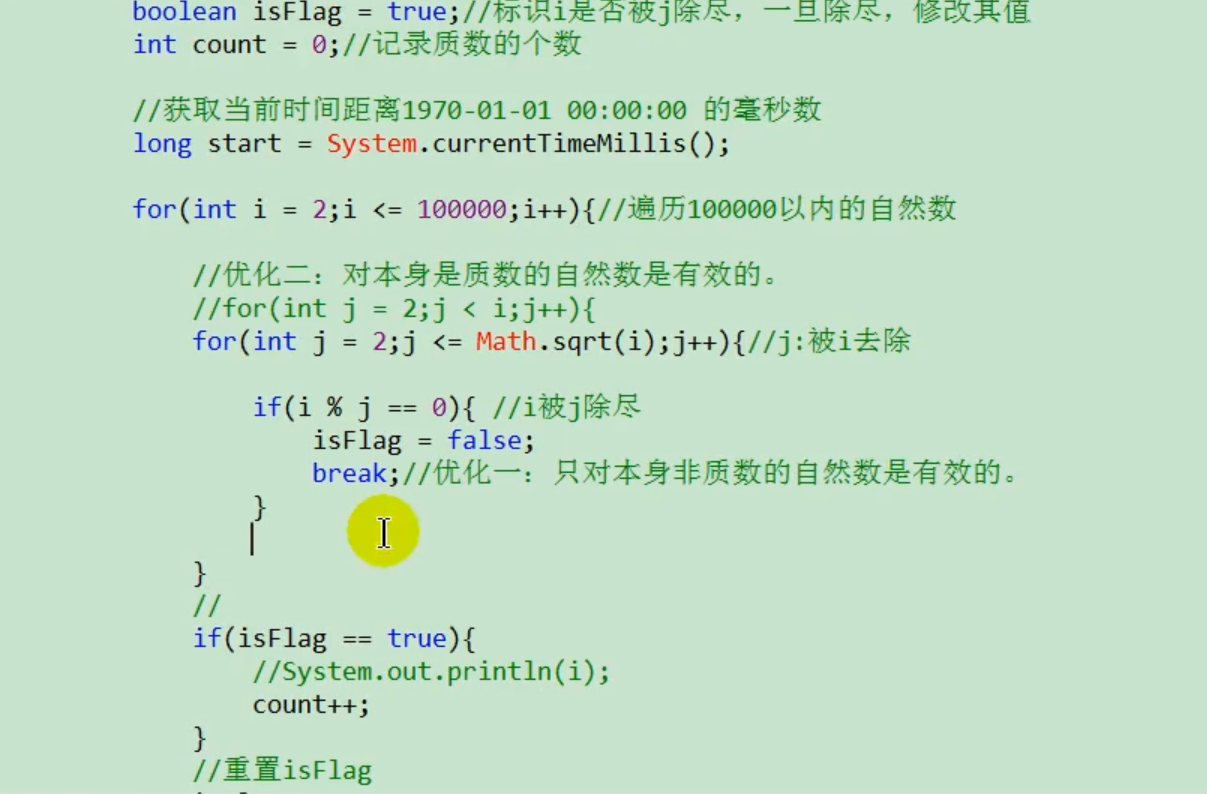 boolean isFlag = true;//标识i是否被j除尽，一旦除尽，修改其值
int count = 0;//记录质数的个数
//获取当前时间距离1970-01-01 00:00:00 的毫秒数
long start = System.currentTimeMillis();
for(int i = 2;i <= 100000;i++){//遍历100000以内的自然数
//优化二：对本身是质数的自然数是有效的。
//for(int j = 2;j < i;j++){
for(int j = 2;j <= Math.sqrt(i);j++){//j:被i去除
if(i % j == 0){ //i被j除尽
isFlag = false;
break;//优化一：只对本身非质数的自然数是有效的。
}
}
//
if(isFlag == true){
//System.out.println(i);
count++;
}
//重置isFlag